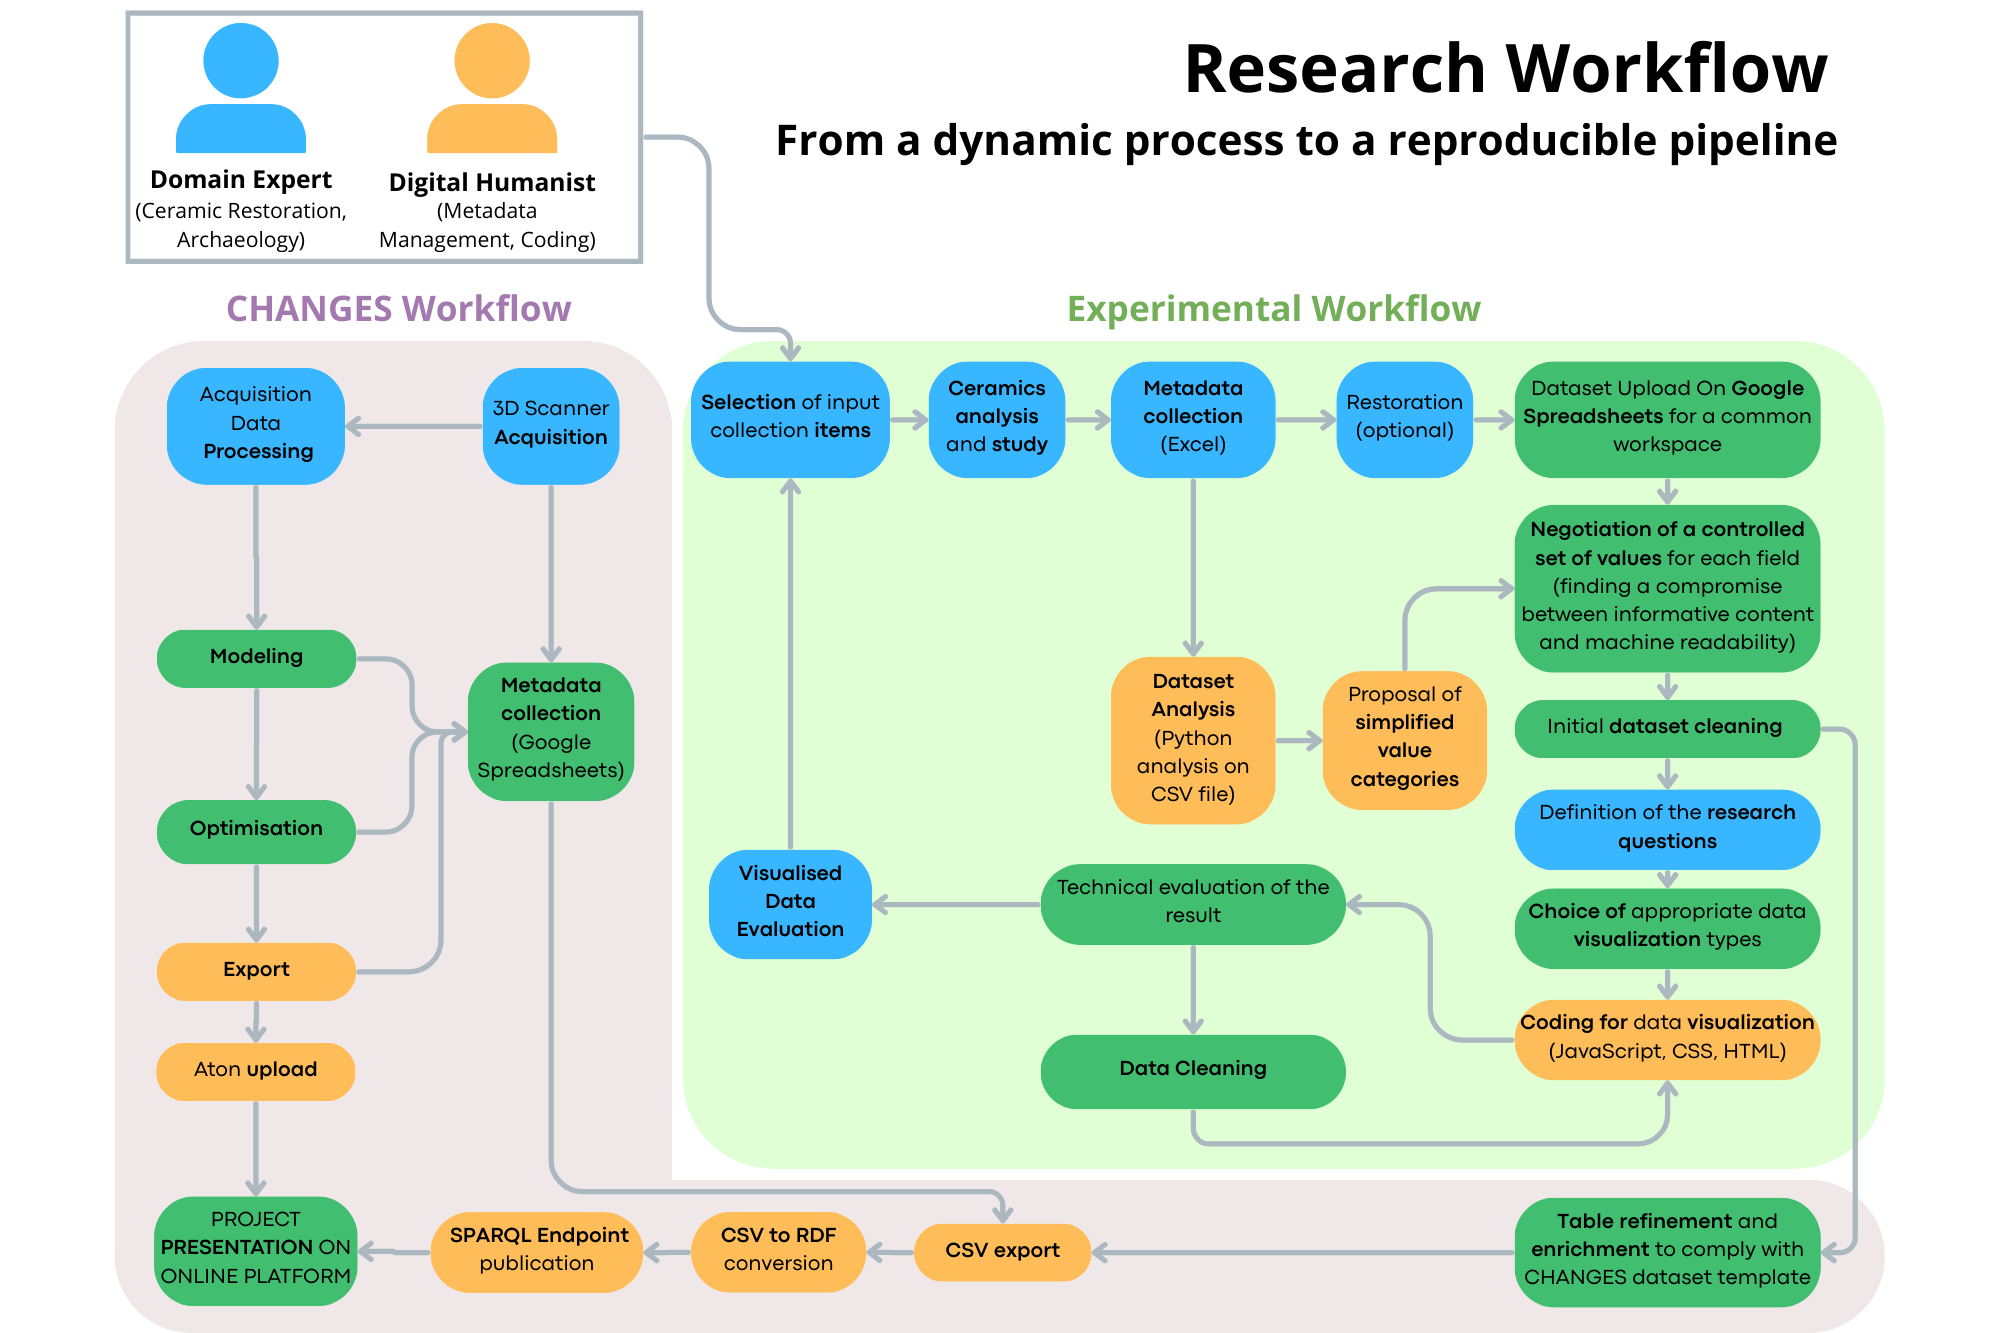 Research Workflow
From a dynamic process to a reproducible pipeline
Domain Expert
(Ceramic Restoration,
Archaeology)
Digital Humanist
(Metadata
Management, Coding)
CHANGES Workflow
Acquisition
Data
Processing
3D Scanner
Acquisition
Modeling
Metadata
collection
(Google
Spreadsheets)
Optimisation
Export
Aton upload
PROJECT
PRESENTATION ON
ONLINE PLATFORM
SPARQL Endpoint
publication
CSV to RDF
conversion
CSV export
Table refinement and
enrichment to comply with
CHANGES dataset template
Experimental Workflow
Selection of input
collection items
Ceramics
analysis
and study
Metadata
collection
(Excel)
Restoration
(optional)
Dataset Upload On Google
Spreadsheets for a common
workspace
Negotiation of a controlled
set of values for each field
(finding a compromise
between informative content
and machine readability)
Dataset
Analysis
(Python
analysis on
CSV file)
Proposal of
simplified
value
categories
Initial dataset cleaning
Definition of the research
questions
Choice of appropriate data
visualization types
Coding for data visualization
(JavaScript, CSS, HTML)
Technical evaluation of the
result
Visualised
Data
Evaluation
Data Cleaning